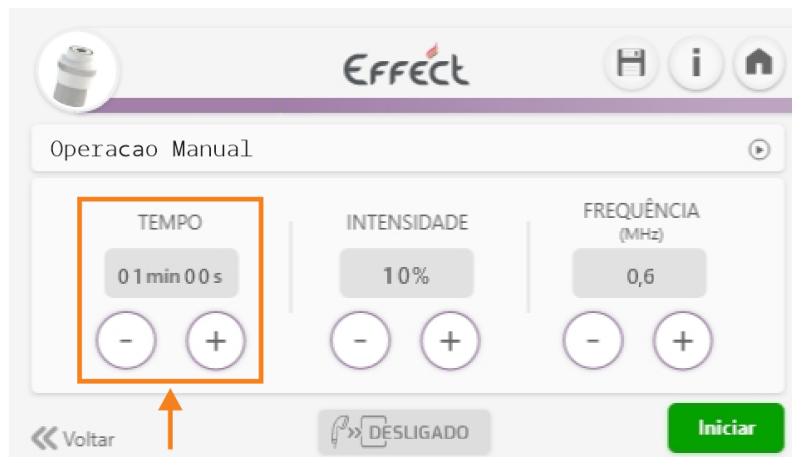 Effect
i
Operacao Manual
TEMPO
01min00s
- +
INTENSIDADE
10%
- +
FREQUÊNCIA
(MHz)
0,6
- +
Voltar
DESLIGADO
Iniciar